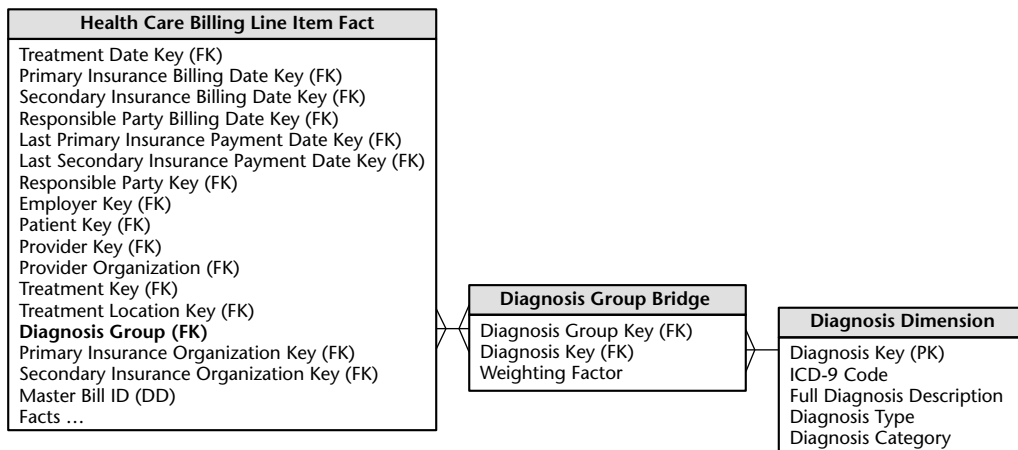 Health Care Billing Line Item Fact
Treatment Date Key (FK)
Primary Insurance Billing Date Key (FK)
Secondary Insurance Billing Date Key (FK)
Responsible Party Billing Date Key (FK)
Last Primary Insurance Payment Date Key (FK)
Last Secondary Insurance Payment Date Key (FK)
Responsible Party Key (FK)
Employer Key (FK)
Patient Key (FK)
Provider Key (FK)
Provider Organization (FK)
Treatment Key (FK)
Treatment Location Key (FK)
Diagnosis Group (FK)
Primary Insurance Organization Key (FK)
Secondary Insurance Organization Key (FK)
Master Bill ID (DD)
Facts ...
Diagnosis Group Bridge
Diagnosis Group Key (FK)
Diagnosis Key (FK)
Weighting Factor
Diagnosis Dimension
Diagnosis Key (PK)
ICD-9 Code
Full Diagnosis Description
Diagnosis Type
Diagnosis Category